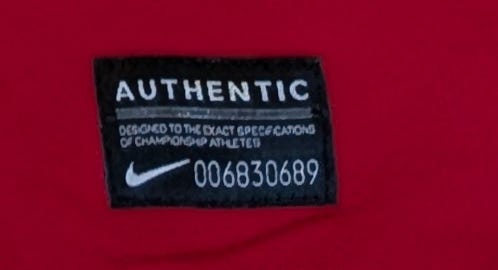 AUTHENTIC
DESIGNED TO THE EXACT SPECIFICATIONS
OF CHAMPIONSHIP ATHLETES
006830689